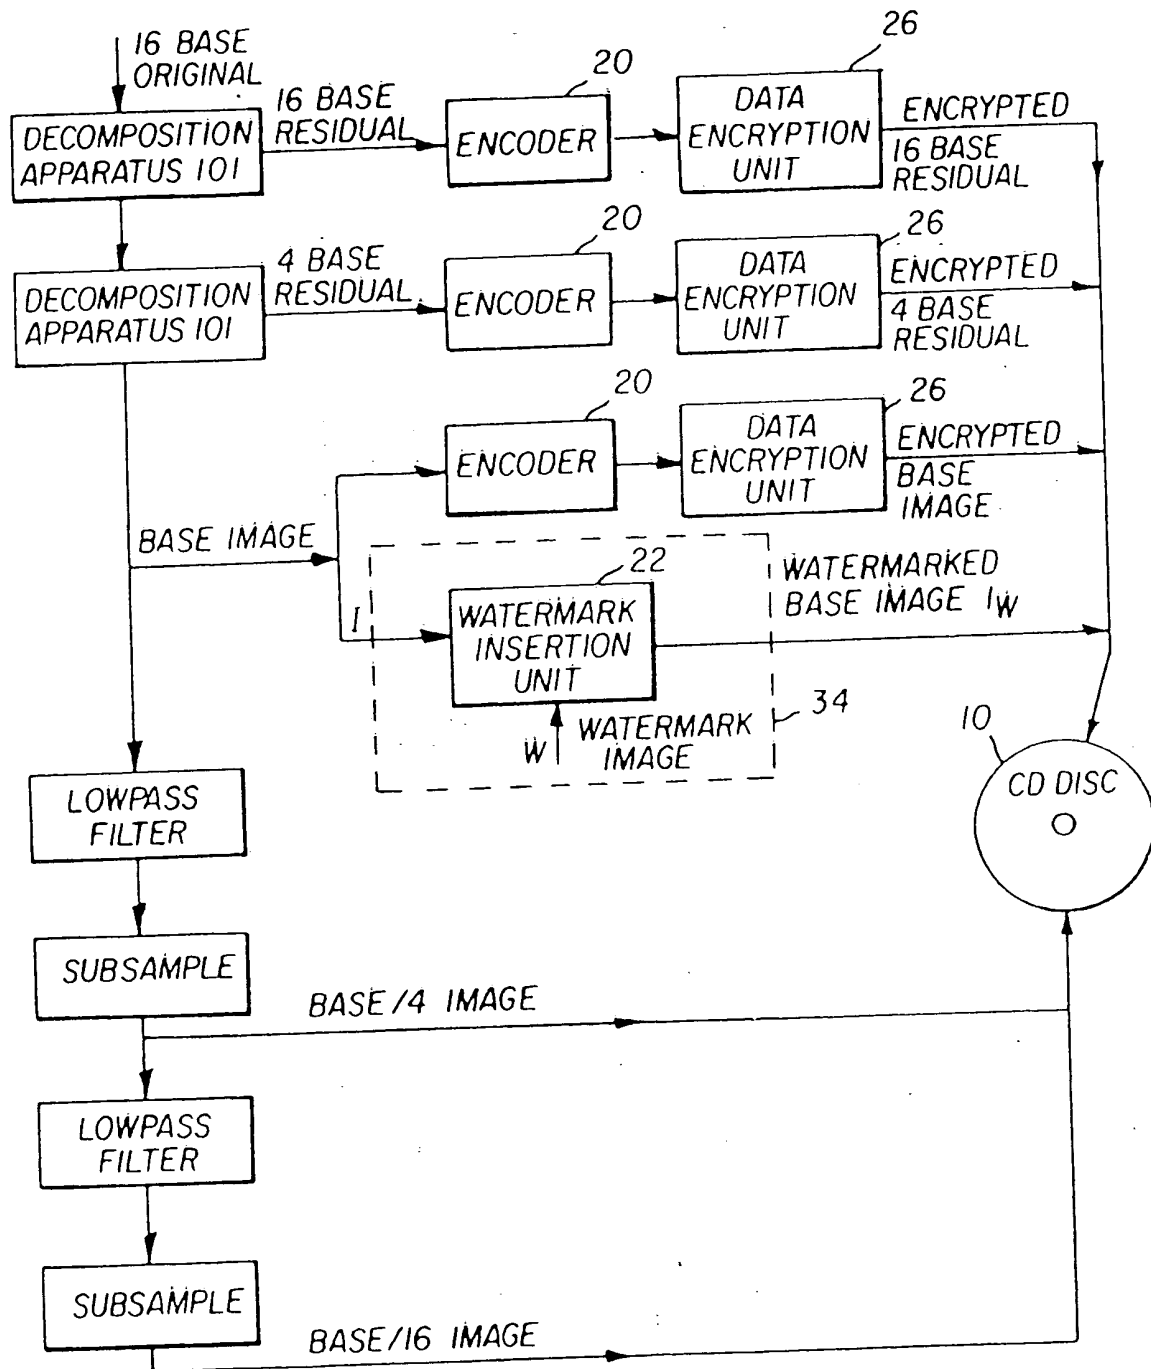 16 BASE
ORIGINAL
DECOMPOSITION
APPARATUS 101
16 BASE
RESIDUAL
20
ENCODER
26
DATA
ENCRYPTION
UNIT
ENCRYPTED
16 BASE
RESIDUAL
DECOMPOSITION
APPARATUS 101
4 BASE
RESIDUAL
20
ENCODER
26
DATA
ENCRYPTION
UNIT
ENCRYPTED
4 BASE
RESIDUAL
20
ENCODER
26
DATA
ENCRYPTION
UNIT
ENCRYPTED
BASE
IMAGE
BASE IMAGE
I
22
WATERMARK
INSERTION
UNIT
WATERMARKED
BASE IMAGE IW
W
WATERMARK
IMAGE
34
10
CD DISC
LOWPASS
FILTER
SUBSAMPLE
BASE/4 IMAGE
LOWPASS
FILTER
SUBSAMPLE
BASE/16 IMAGE